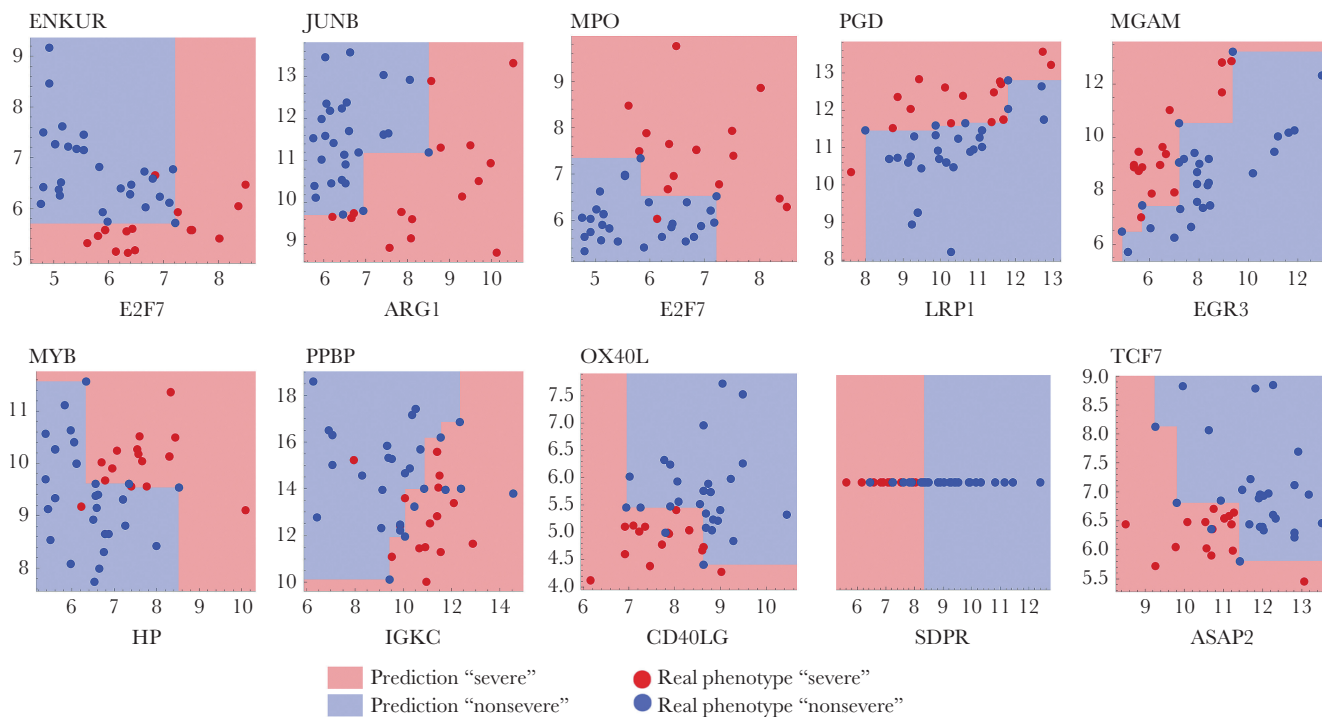 ENKUR JUNB MPO PGD MGAM
9 8 7 6 5
5 6 7 8
E2F7
13 12 11 10 9
6 7 8 9 10
ARG1
9 8 7 6
5 6 7 8
E2F7
13 12 11 10 9 8
8 9 10 11 12 13
LRP1
12 10 8 6
6 8 10 12
EGR3
MYB PPBP OX40L TCF7
11 10 9 8
6 7 8 9 10
HP
18 16 14 12 10
6 8 10 12 14
IGKC
7.5 7.0 6.5 6.0 5.5 5.0 4.5 4.0
6 7 8 9 10
CD40LG
6 7 8 9 10 11 12
SDPR
9.0 8.5 8.0 7.5 7.0 6.5 6.0 5.5
9 10 11 12 13
ASAP2
Prediction “severe” Real phenotype “severe”
Prediction “nonsevere” Real phenotype “nonsevere”